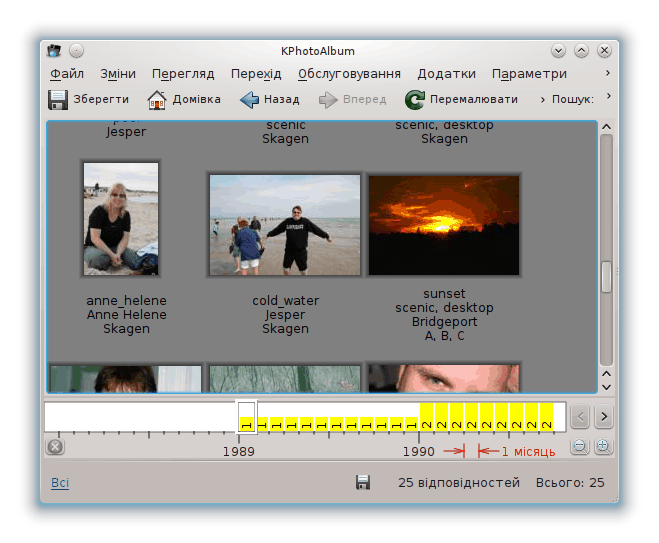 KPhotoAlbum
Файл Зміни Перегляд Перехід Обслуговування Додатки Параметри ›
Зберегти Домівка Назад Вперед Перемалювати › Пошук: ›
scenic scenic, desktop
Jesper Skagen Skagen
anne_helene cold_water sunset
Anne Helene Jesper scenic, desktop
Skagen Skagen Bridgeport
A, B, C
1 1 1 1 1 1 1 1 1 1 1 1 2 2 2 2 2 2 2 2 2
1989 1990 1 місяць
Всі 25 відповідностей Всього: 25